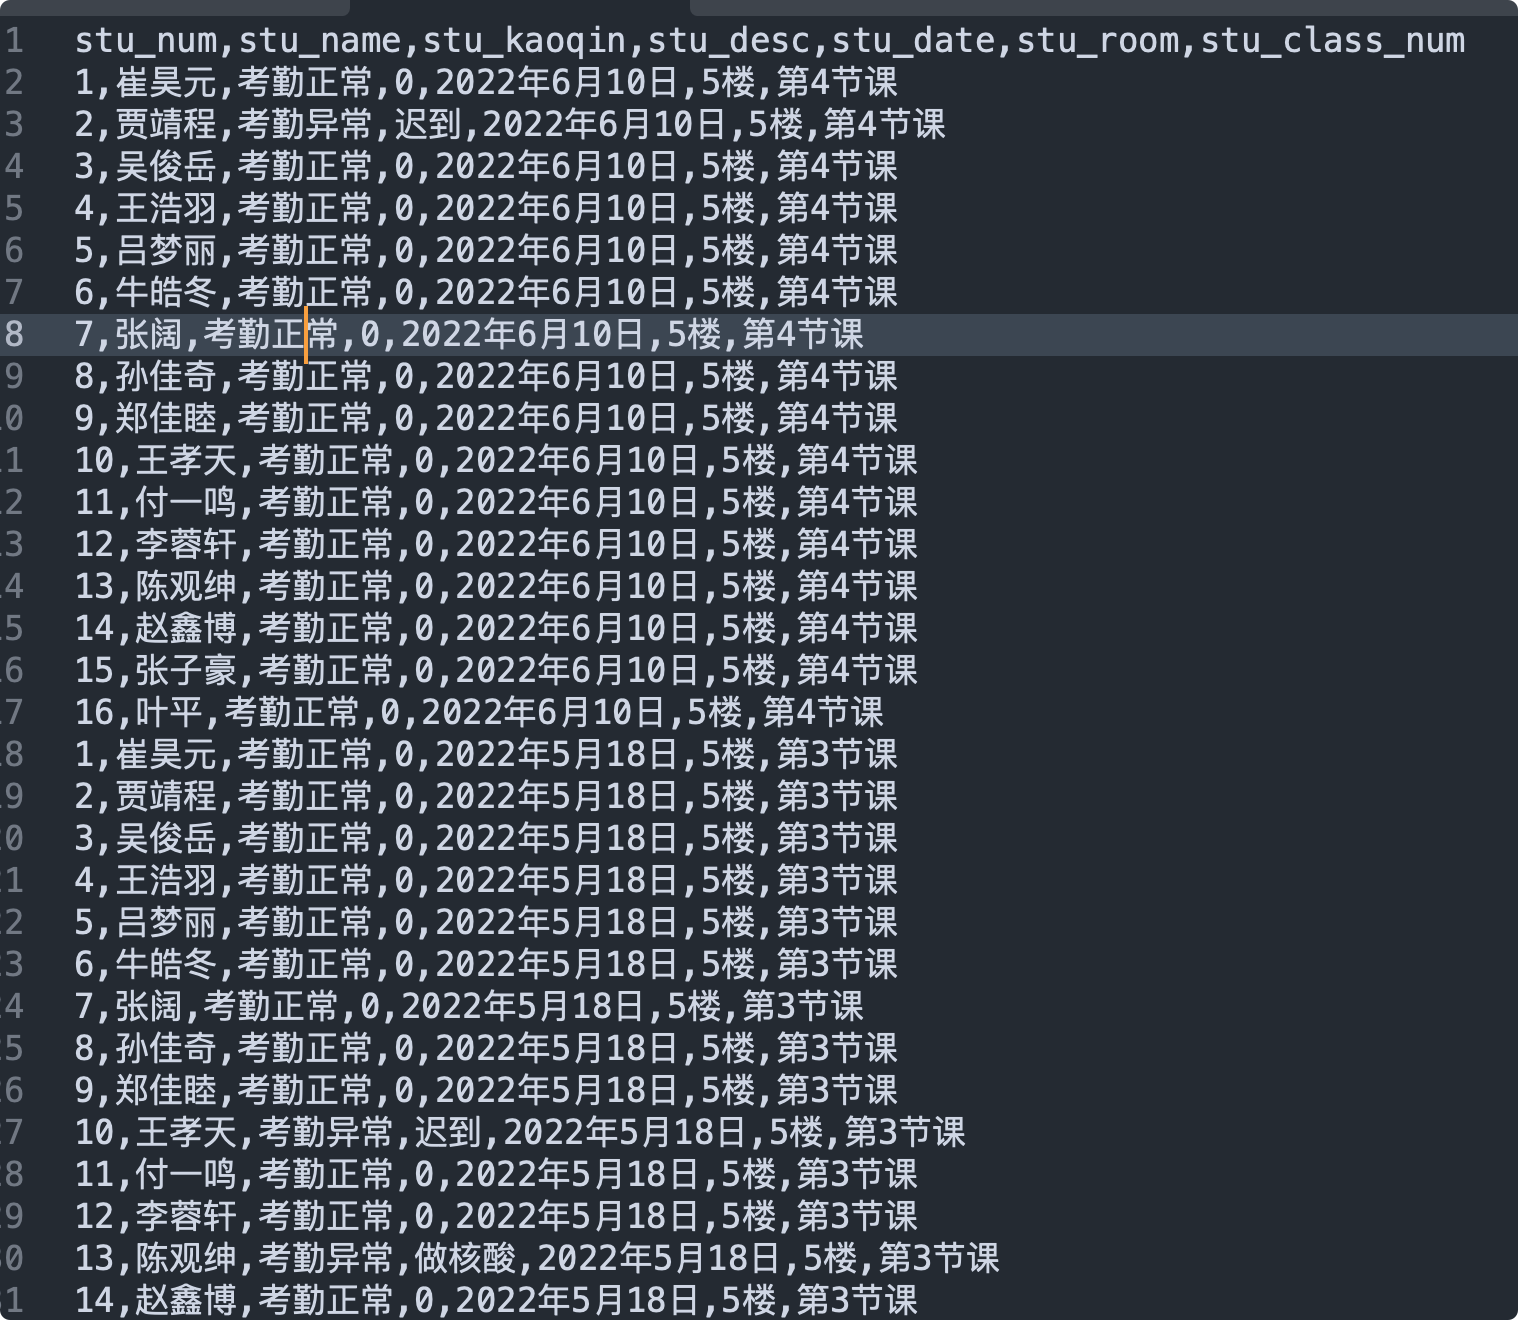 1 stu_num,stu_name,stu_kaoqin,stu_desc,stu_date,stu_room,stu_class_num
2 1,崔昊元,考勤正常,0,2022年6月10日,5楼,第4节课
3 2,贾靖程,考勤异常,迟到,2022年6月10日,5楼,第4节课
4 3,吴俊岳,考勤正常,0,2022年6月10日,5楼,第4节课
5 4,王浩羽,考勤正常,0,2022年6月10日,5楼,第4节课
6 5,吕梦丽,考勤正常,0,2022年6月10日,5楼,第4节课
7 6,牛皓冬,考勤正常,0,2022年6月10日,5楼,第4节课
8 7,张阔,考勤正常,0,2022年6月10日,5楼,第4节课
9 8,孙佳奇,考勤正常,0,2022年6月10日,5楼,第4节课
0 9,郑佳睦,考勤正常,0,2022年6月10日,5楼,第4节课
1 10,王孝天,考勤正常,0,2022年6月10日,5楼,第4节课
2 11,付一鸣,考勤正常,0,2022年6月10日,5楼,第4节课
3 12,李蓉轩,考勤正常,0,2022年6月10日,5楼,第4节课
4 13,陈观绅,考勤正常,0,2022年6月10日,5楼,第4节课
5 14,赵鑫博,考勤正常,0,2022年6月10日,5楼,第4节课
6 15,张子豪,考勤正常,0,2022年6月10日,5楼,第4节课
7 16,叶平,考勤正常,0,2022年6月10日,5楼,第4节课
8 1,崔昊元,考勤正常,0,2022年5月18日,5楼,第3节课
9 2,贾靖程,考勤正常,0,2022年5月18日,5楼,第3节课
0 3,吴俊岳,考勤正常,0,2022年5月18日,5楼,第3节课
1 4,王浩羽,考勤正常,0,2022年5月18日,5楼,第3节课
2 5,吕梦丽,考勤正常,0,2022年5月18日,5楼,第3节课
3 6,牛皓冬,考勤正常,0,2022年5月18日,5楼,第3节课
4 7,张阔,考勤正常,0,2022年5月18日,5楼,第3节课
5 8,孙佳奇,考勤正常,0,2022年5月18日,5楼,第3节课
6 9,郑佳睦,考勤正常,0,2022年5月18日,5楼,第3节课
7 10,王孝天,考勤异常,迟到,2022年5月18日,5楼,第3节课
8 11,付一鸣,考勤正常,0,2022年5月18日,5楼,第3节课
9 12,李蓉轩,考勤正常,0,2022年5月18日,5楼,第3节课
0 13,陈观绅,考勤异常,做核酸,2022年5月18日,5楼,第3节课
1 14,赵鑫博,考勤正常,0,2022年5月18日,5楼,第3节课